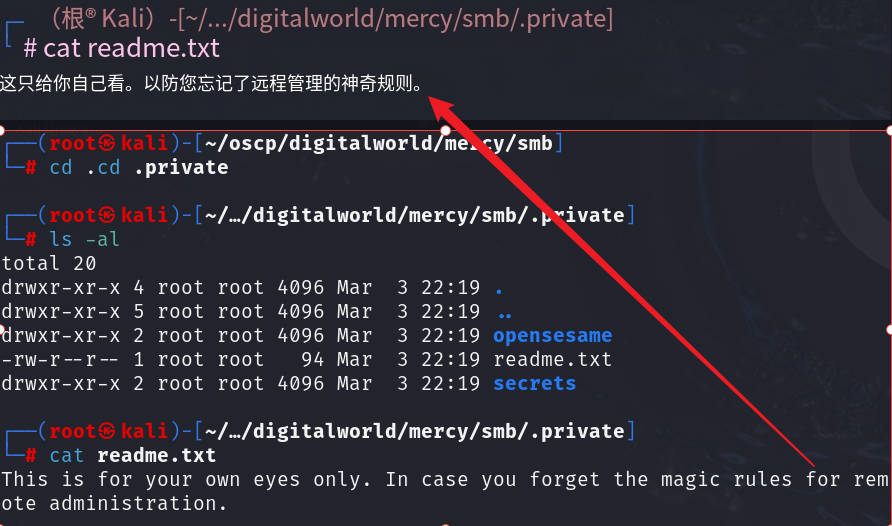 （根® Kali）-[~/.../digitalworld/mercy/smb/.private]
# cat readme.txt
这只给你自己看。以防您忘记了远程管理的神奇规则。
┌──(root㉿kali)-[~/oscp/digitalworld/mercy/smb]
└─# cd .cd .private
┌──(root㉿kali)-[~/…/digitalworld/mercy/smb/.private]
└─# ls -al
total 20
drwxr-xr-x 4 root root 4096 Mar  3 22:19 .
drwxr-xr-x 5 root root 4096 Mar  3 22:19 ..
drwxr-xr-x 2 root root 4096 Mar  3 22:19 opensesame
-rw-r--r-- 1 root root   94 Mar  3 22:19 readme.txt
drwxr-xr-x 2 root root 4096 Mar  3 22:19 secrets
┌──(root㉿kali)-[~/…/digitalworld/mercy/smb/.private]
└─# cat readme.txt
This is for your own eyes only. In case you forget the magic rules for rem
ote administration.